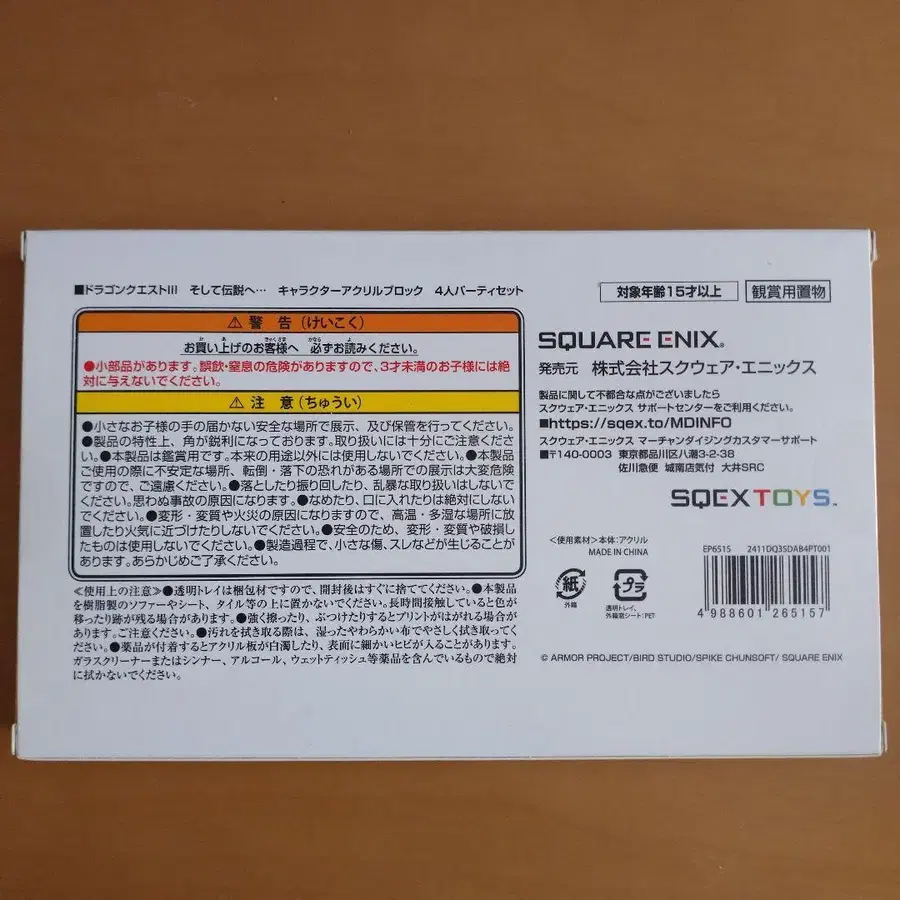 ■ドラゴンクエストIII そして伝説へ… キャラクターアクリルブロック 4人パーティセット
対象年齢15才以上
観賞用置物
⚠ 警 告(けいこく)
お買い上げのお客様へ 必ずお読みください。
●小部品があります。誤飲・窒息の危険がありますので、3才未満のお子様には絶
対に与えないでください。
⚠ 注 意(ちゅうい)
●小さなお子様の手の届かない安全な場所で展示、及び保管を行ってください。
●製品の特性上、角が鋭利になっております。取り扱いには十分にご注意くださ
い。●本製品は鑑賞用です。本来の用途以外には使用しないでください。●本製品
ご使用の際に不安定な場所、転倒・落下の恐れがある場所での展示は大変危険
ですので、ご遠慮ください。●落としたり振り回したり、乱暴な取り扱いはしないでく
ださい。思わぬ事故の原因になります。●なめたり、口に入れたりは絶対にしない
でください。●変形・変質や火災の原因になりますので、高温・多湿な場所に放
置したり火気に近づけたりしないでください。●安全のため、変形・変質や破損し
たものは使用しないでください。●製造過程で、小さな傷、スレなどが生じることが
あります。あらかじめご了承ください。
≪使用上の注意≫●透明トレイは梱包材ですので、開封後はすぐに捨ててください。●本製品
を樹脂製のソファーやシート、タイル等の上に置かないでください。長時間接触していると色が
移ったり跡が残る場合があります。●強く擦ったり、ぶつけたりするとプリントがはがれる場合が
あります。ご注意ください。●汚れを拭き取る際は、湿ったやわらかい布でやさしく拭き取ってく
ださい。●薬品が付着するとアクリル板が白濁したり、表面に細かいヒビが入ることがあります。
ガラスクリーナーまたはシンナー、アルコール、ウェットティッシュ等薬品を含んでいるもので絶対
に拭かないでください。
SQUARE ENIX.
発売元 株式会社スクウェア・エニックス
製品に関して不都合な点がございましたら
スクウェア・エニックス サポートセンターをご利用ください。
■https://sqex.to/MDINFO
スクウェア・エニックス マーチャンダイジングカスタマーサポート
■〒140-0003 東京都品川区八潮3-2-38
佐川急便 城南店気付 大井SRC
SQEX TOYS™
<使用素材>本体:アクリル
MADE IN CHINA
紙
外箱
プラ
透明トレイ、
外箱窓シート:PET
EP6515 2411DQ3SDAB4PT001
4 988601 265157
© ARMOR PROJECT/BIRD STUDIO/SPIKE CHUNSOFT/ SQUARE ENIX